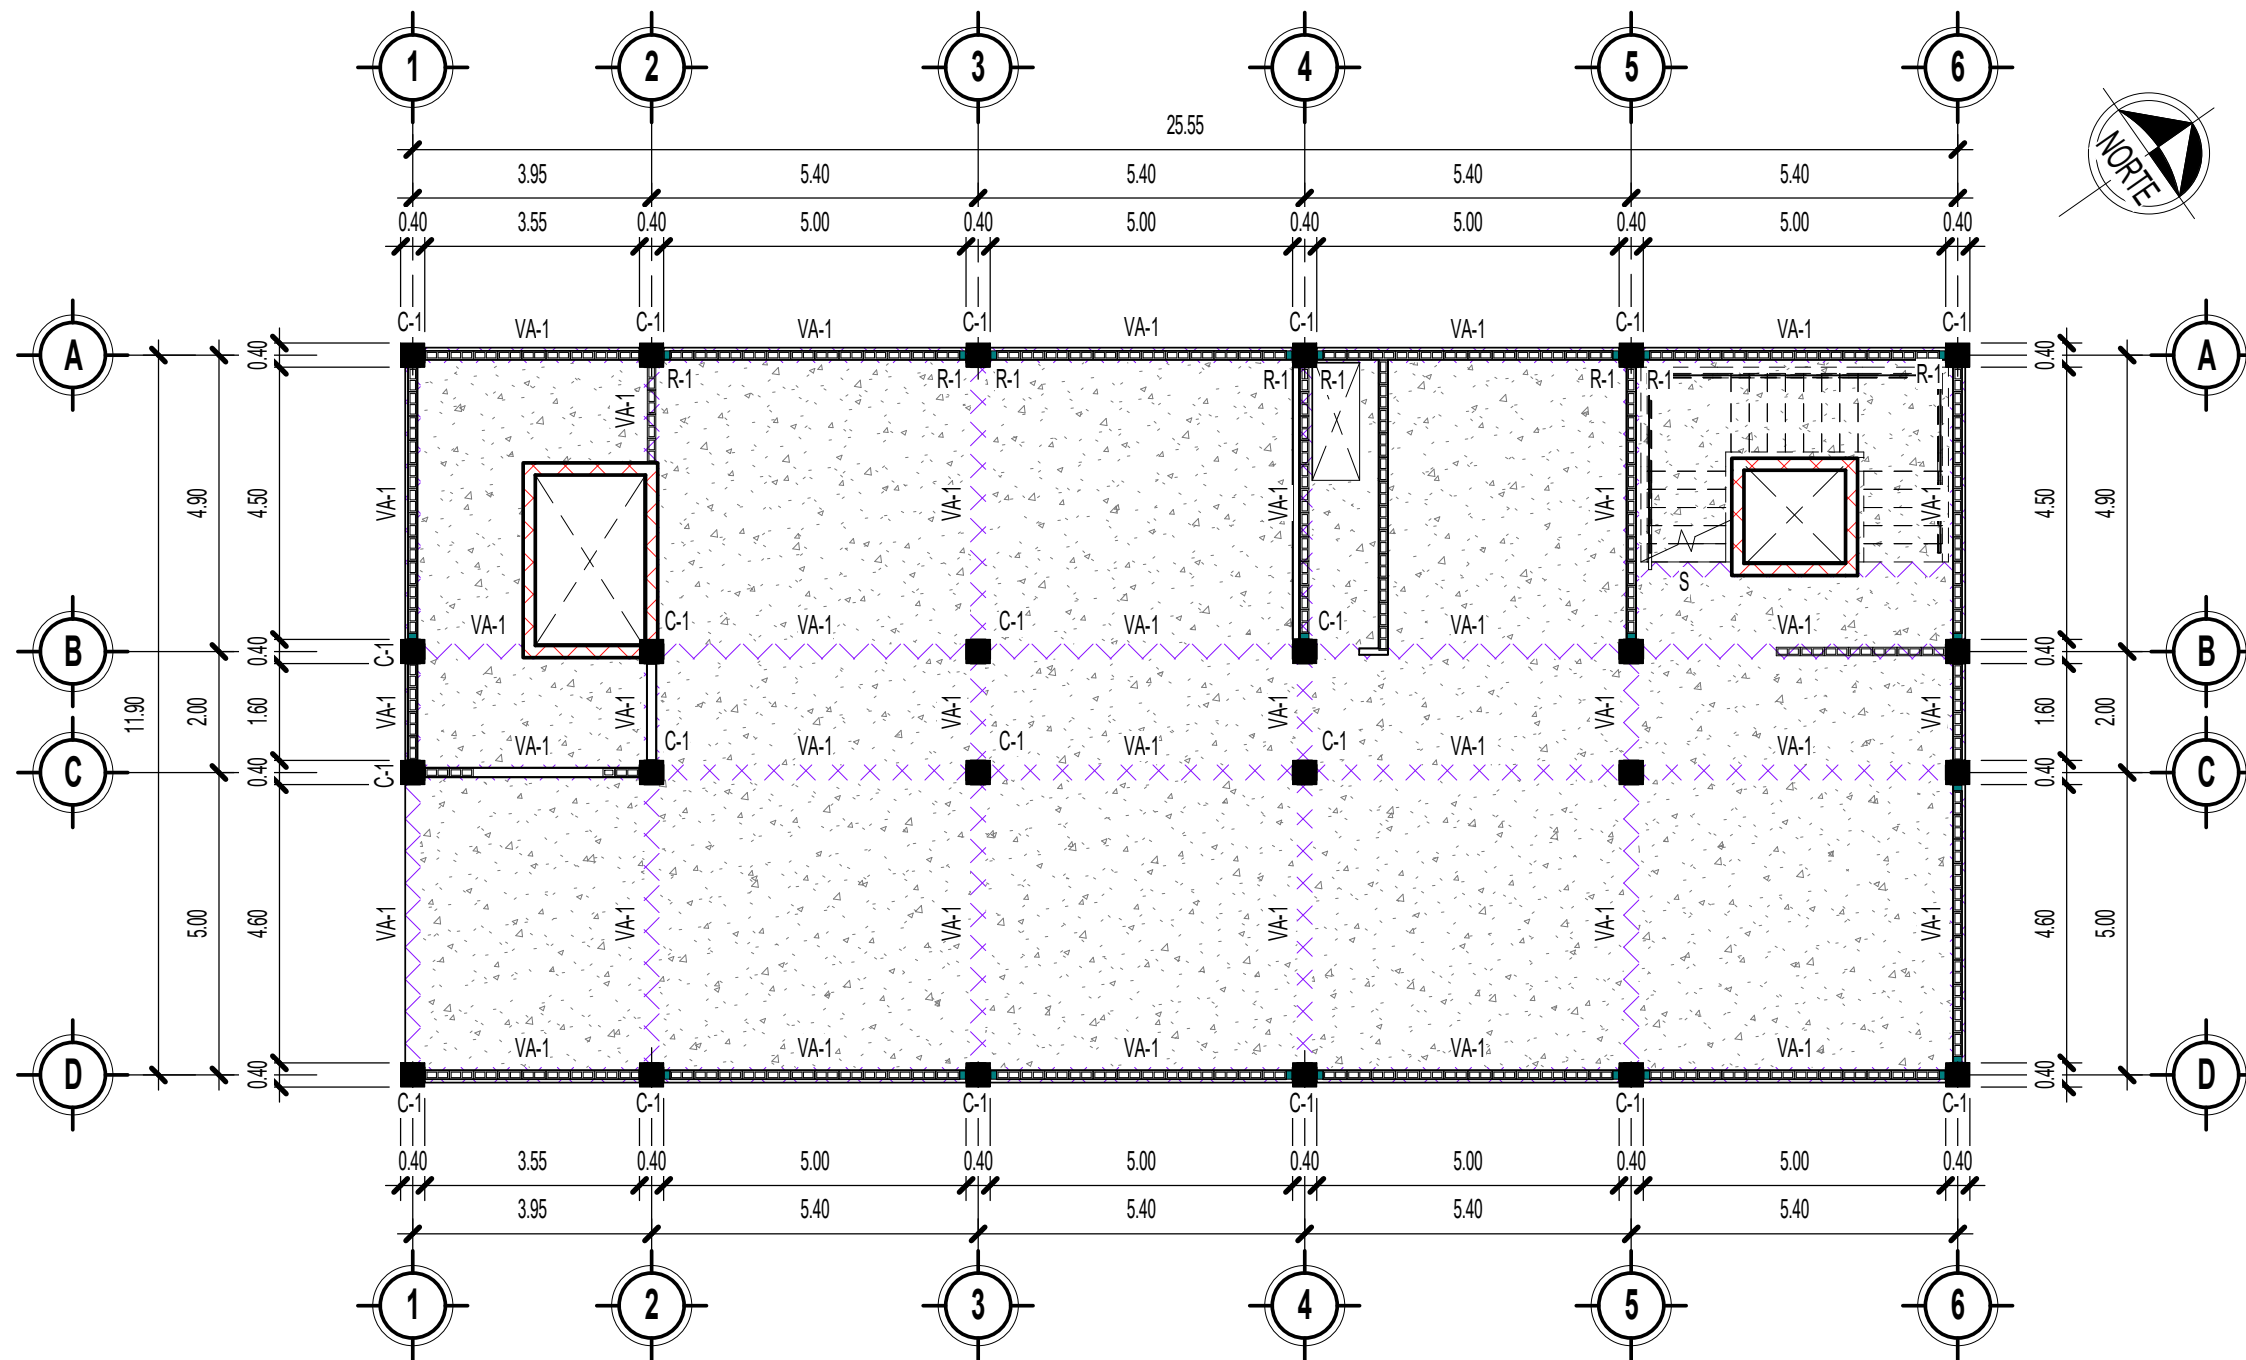 1 2 3 4 5 6
25.55
3.95 5.40 5.40 5.40 5.40
0.40 3.55 0.40 5.00 0.40 5.00 0.40 5.00 0.40 5.00 0.40
NORTE
C-1 VA-1 C-1 VA-1 C-1 VA-1 C-1 VA-1 C-1 VA-1 C-1
A 0.40 0.40 A
R-1 R-1 R-1 R-1 R-1 R-1 R-1 R-1
VA-1
4.90 4.50 VA-1 VA-1 VA-1 VA-1 VA-1 4.50 4.90
S
VA-1 C-1 VA-1 C-1 VA-1 C-1 VA-1 VA-1
B 0.40 C-1 0.40 B
11.90 2.00 1.60 VA-1 VA-1 VA-1 VA-1 VA-1 VA-1 1.60 2.00
VA-1 C-1 VA-1 C-1 VA-1 C-1 VA-1 VA-1
C 0.40 C-1 0.40 C
5.00 4.60 VA-1 VA-1 VA-1 VA-1 VA-1 VA-1 4.60 5.00
VA-1 VA-1 VA-1 VA-1 VA-1
D 0.40 0.40 D
C-1 C-1 C-1 C-1 C-1 C-1
0.40 3.55 0.40 5.00 0.40 5.00 0.40 5.00 0.40 5.00 0.40
3.95 5.40 5.40 5.40 5.40
1 2 3 4 5 6